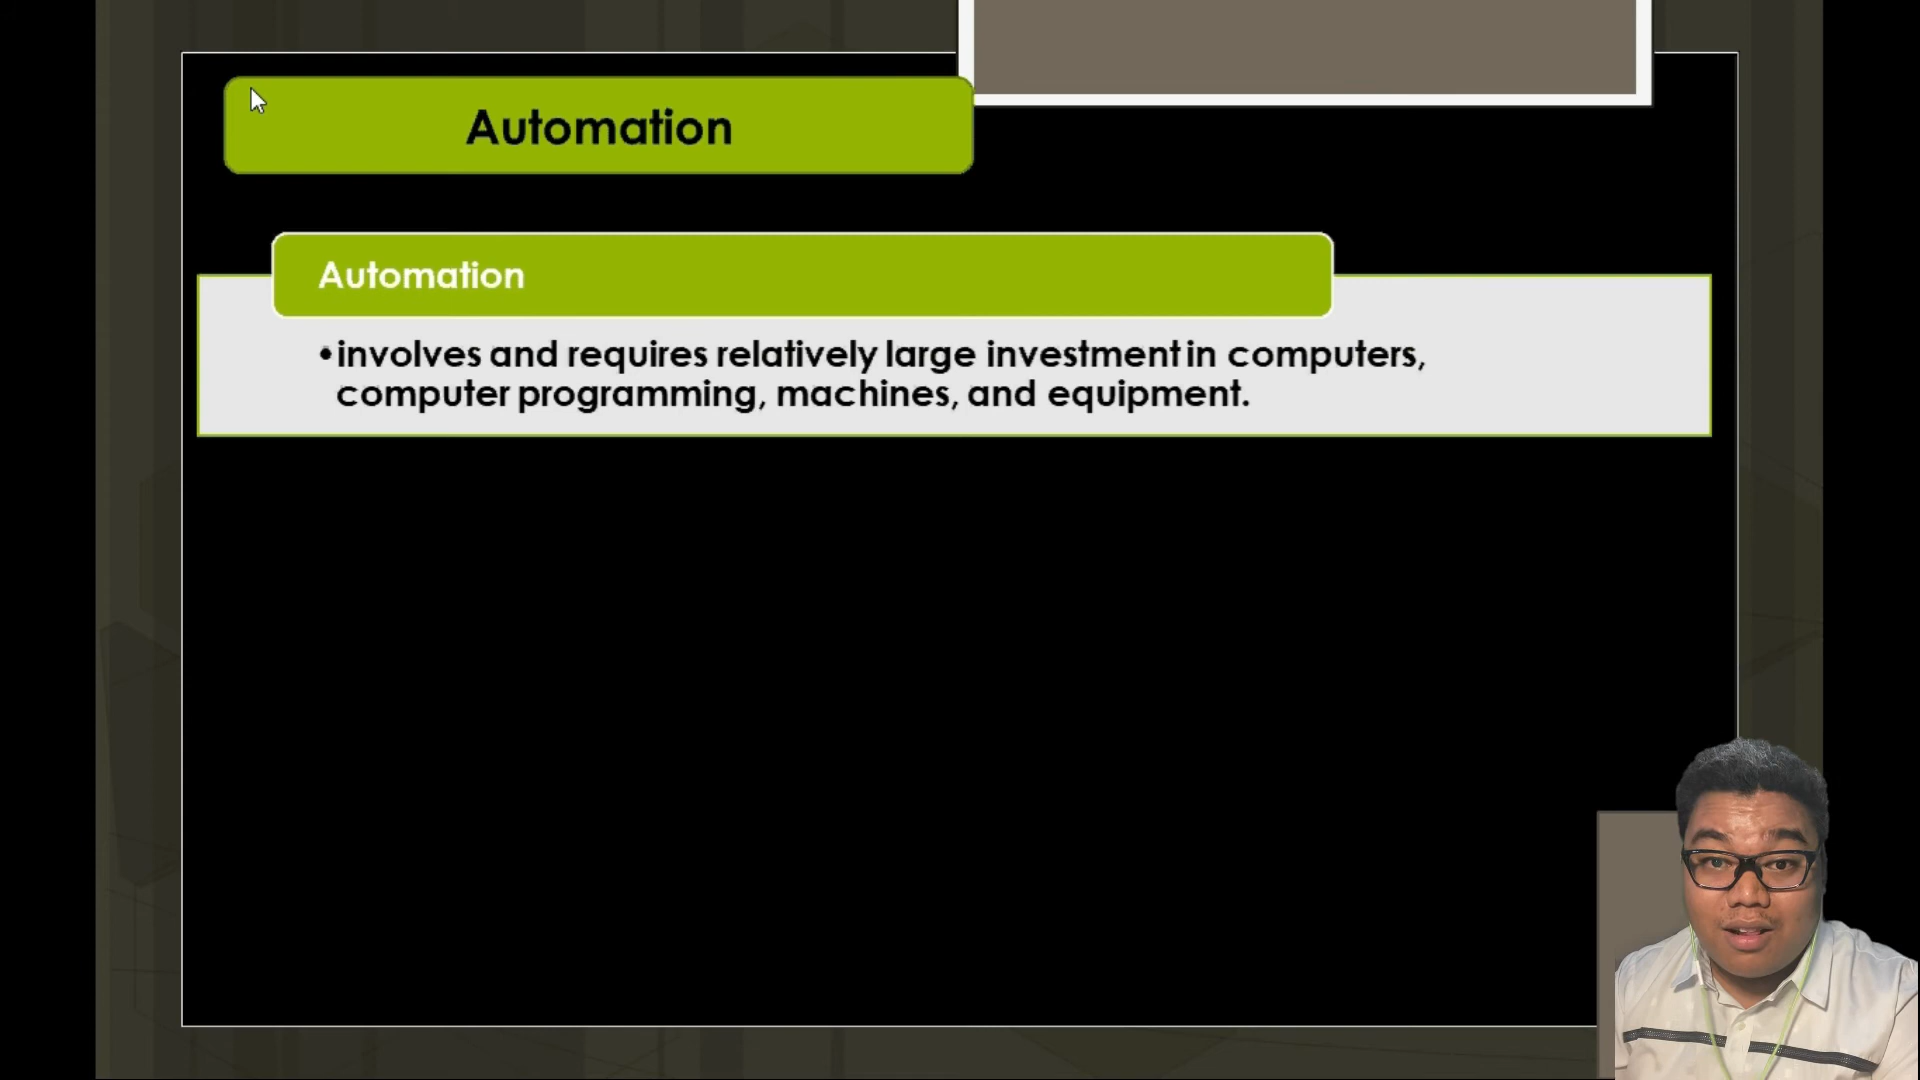 Automation
Automation
•involves and requires relatively large investment in computers,
computer programming, machines, and equipment.